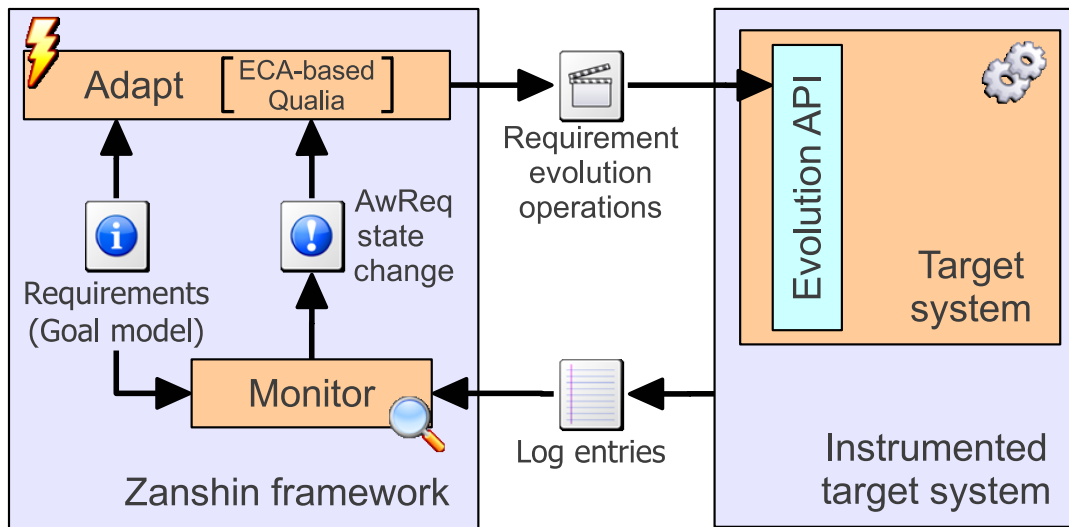 Adapt
ECA-based
Qualia
Requirement
evolution
operations
Evolution API
Target
system
AwReq
state
change
Requirements
(Goal model)
Monitor
Log entries
Zanshin framework
Instrumented
target system